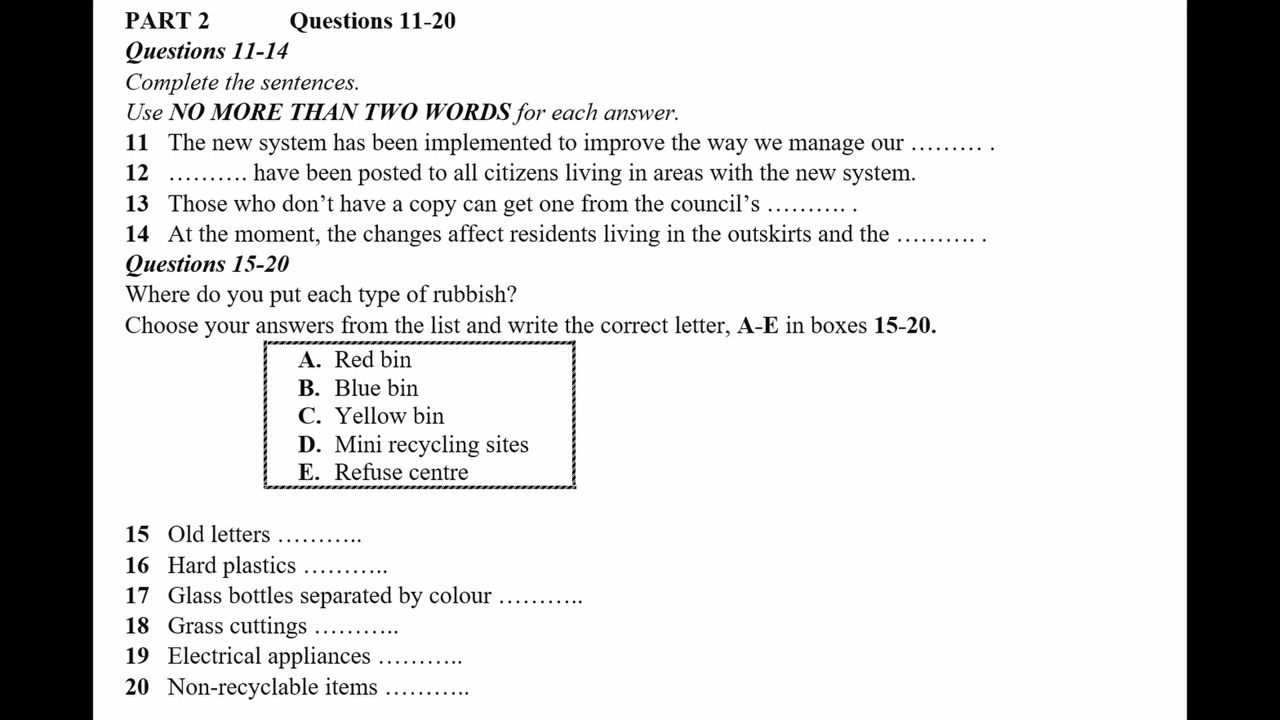 PART 2 Questions 11-20
Questions 11-14
Complete the sentences.
Use NO MORE THAN TWO WORDS for each answer.
11 The new system has been implemented to improve the way we manage our ……… .
12 ………. have been posted to all citizens living in areas with the new system.
13 Those who don’t have a copy can get one from the council’s ………. .
14 At the moment, the changes affect residents living in the outskirts and the ………. .
Questions 15-20
Where do you put each type of rubbish?
Choose your answers from the list and write the correct letter, A-E in boxes 15-20.
A. Red bin
B. Blue bin
C. Yellow bin
D. Mini recycling sites
E. Refuse centre
15 Old letters ………..
16 Hard plastics ………..
17 Glass bottles separated by colour ………..
18 Grass cuttings ………..
19 Electrical appliances ………..
20 Non-recyclable items ………..